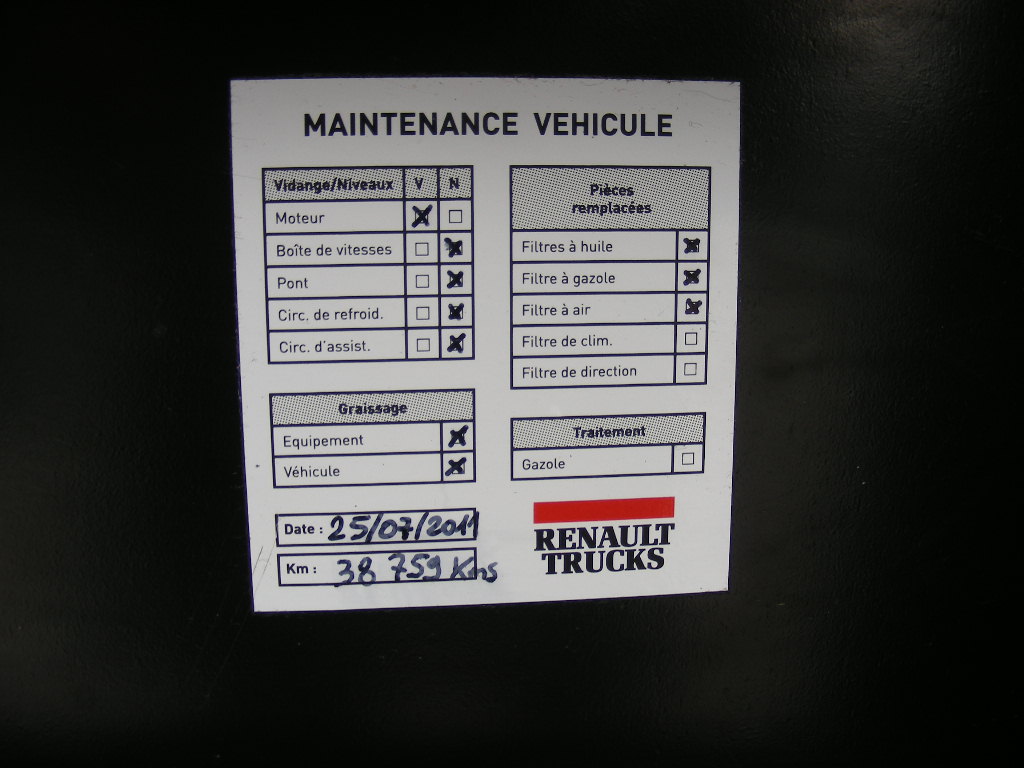 MAINTENANCE VEHICULE
Vidange/Niveaux V N
Moteur
Boîte de vitesses
Pont
Circ. de refroid.
Circ. d'assist.
Graissage
Equipement
Véhicule
Date : 25/07/2011
Km : 38 759 Kms
Pièces
remplacées
Filtres à huile
Filtre à gazole
Filtre à air
Filtre de clim.
Filtre de direction
Traitement
Gazole
RENAULT
TRUCKS